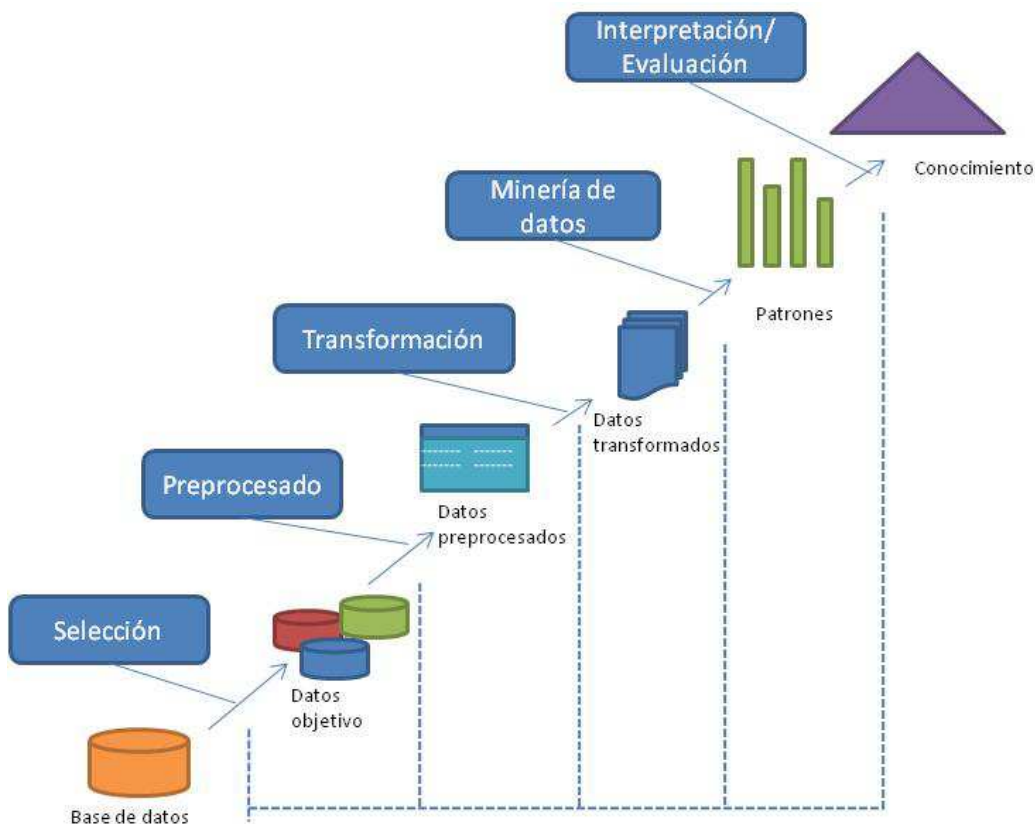 Interpretación/
Evaluación
Conocimiento
Minería de
datos
Patrones
Transformación
Datos
transformados
Preprocesado
Datos
preprocesados
Selección
Datos
objetivo
Base de datos